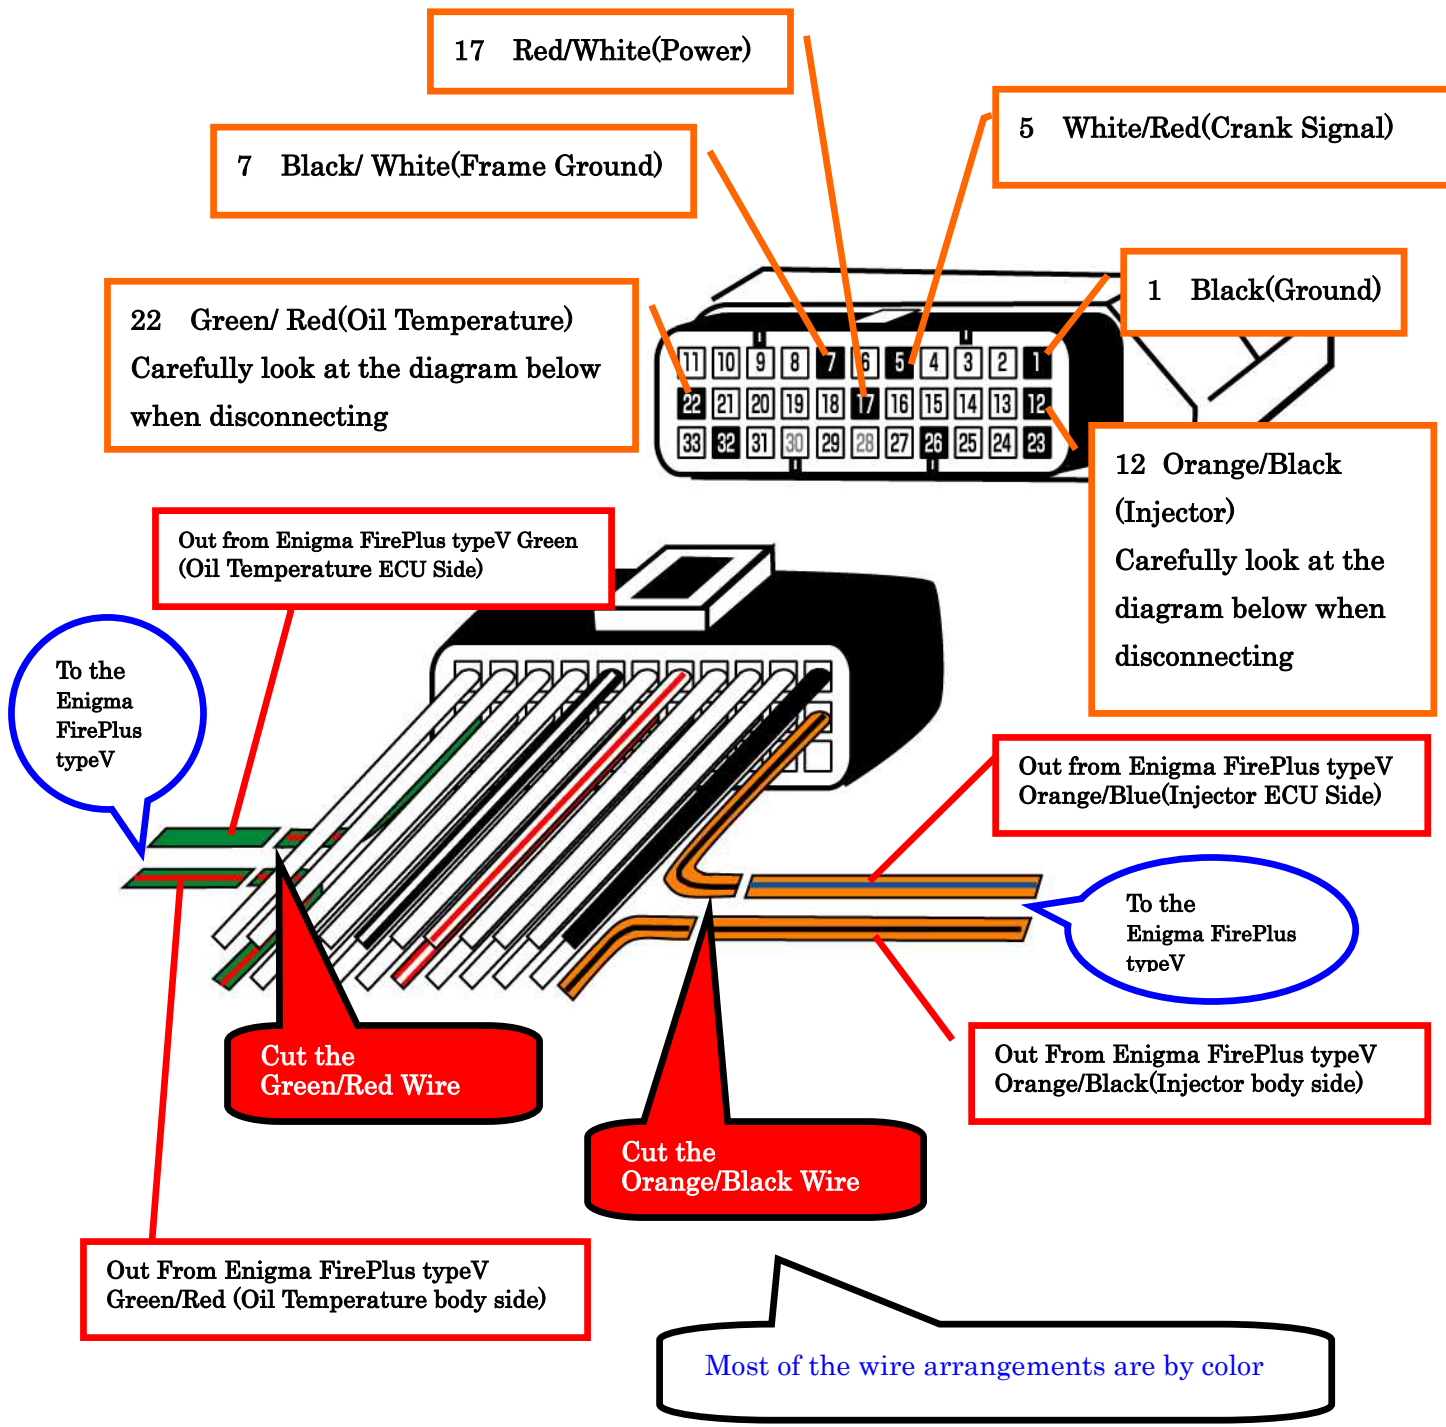 17 Red/White(Power)
5 White/Red(Crank Signal)
7 Black/ White(Frame Ground)
1 Black(Ground)
22 Green/ Red(Oil Temperature)
Carefully look at the diagram below
when disconnecting
11 10 9 8 7 6 5 4 3 2 1
22 21 20 19 18 17 16 15 14 13 12
33 32 31 30 29 28 27 26 25 24 23
12 Orange/Black
(Injector)
Carefully look at the
diagram below when
disconnecting
Out from Enigma FirePlus typeV Green
(Oil Temperature ECU Side)
To the
Enigma
FirePlus
typeV
Out from Enigma FirePlus typeV
Orange/Blue(Injector ECU Side)
To the
Enigma FirePlus
typeV
Cut the
Green/Red Wire
Out From Enigma FirePlus typeV
Orange/Black(Injector body side)
Cut the
Orange/Black Wire
Out From Enigma FirePlus typeV
Green/Red (Oil Temperature body side)
Most of the wire arrangements are by color